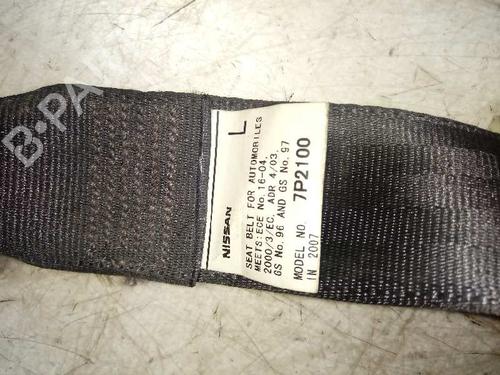 L
NISSAN
SEAT BELT FOR AUTOMOBILES
MEETS:ECE No. 16-04,
2000/3/EC, ADR 4/03,
GS No. 96 AND GS No. 97
MODEL NO. 7P2100
IN 2007
B-PA